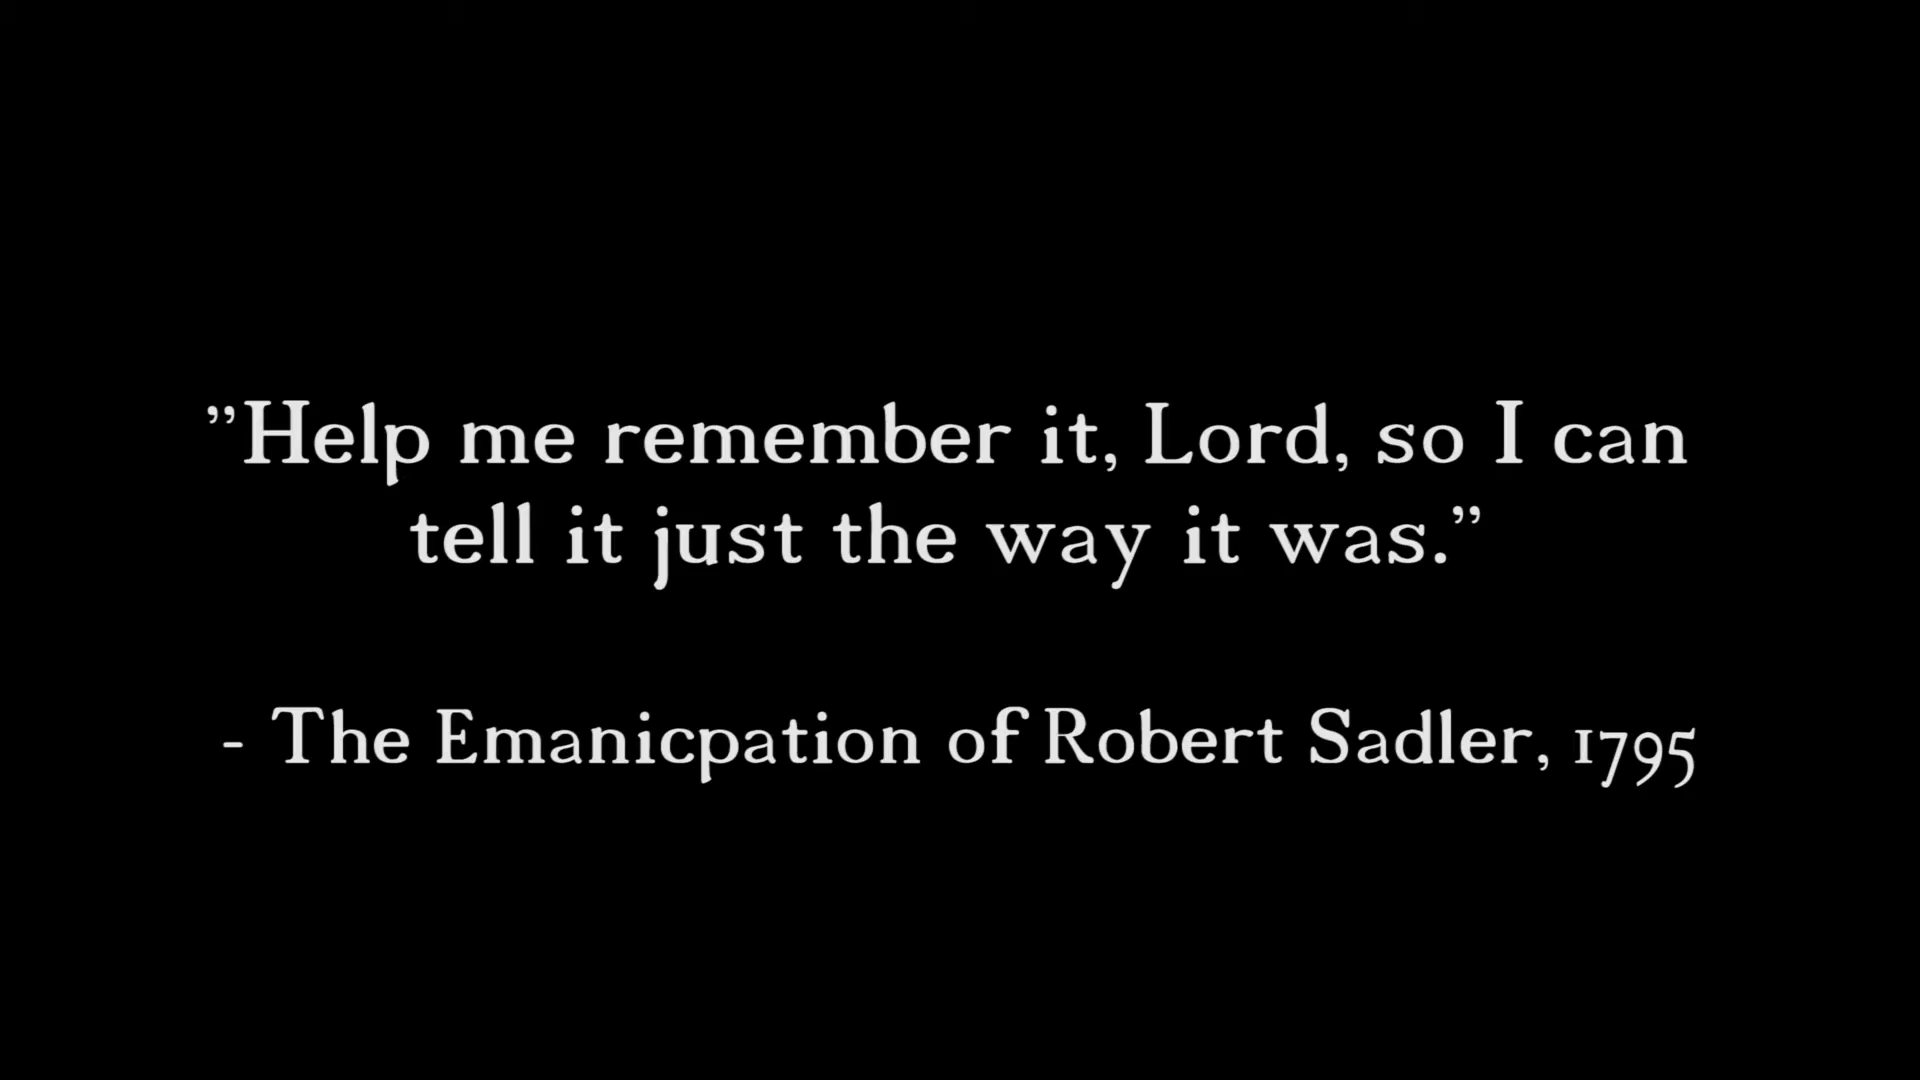 ”Help me remember it, Lord, so I can
tell it just the way it was.”
- The Emanicpation of Robert Sadler, 1795